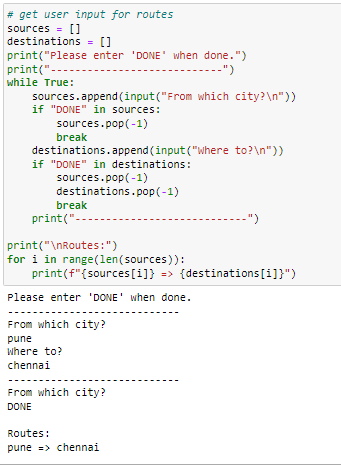 # get user input for routes
sources = []
destinations = []
print("Please enter 'DONE' when done.")
print("---------------------------")
while True:
    sources.append(input("From which city?\n"))
    if "DONE" in sources:
        sources.pop(-1)
        break
    destinations.append(input("Where to?\n"))
    if "DONE" in destinations:
        sources.pop(-1)
        destinations.pop(-1)
        break
    print("---------------------------")

print("\nRoutes:")
for i in range(len(sources)):
    print(f"{sources[i]} => {destinations[i]}")
Please enter 'DONE' when done.
---------------------------
From which city?
pune
Where to?
chennai
---------------------------
From which city?
DONE

Routes:
pune => chennai